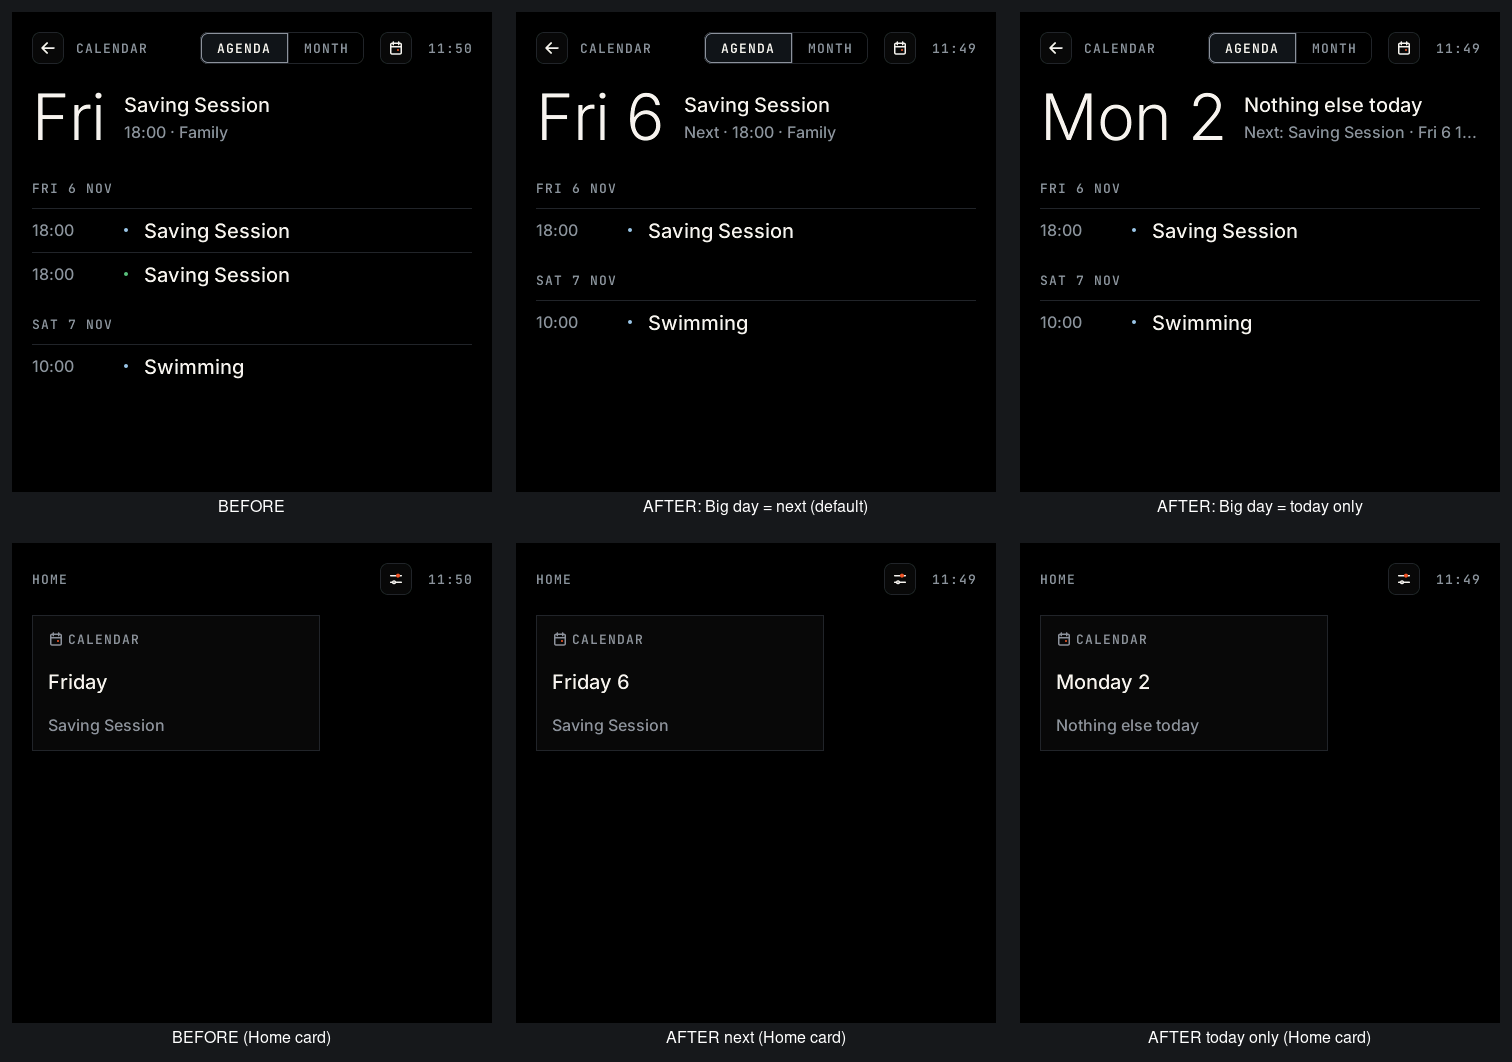 CALENDAR AGENDA MONTH 11:50
Fri
Saving Session
18:00 · Family
FRI 6 NOV
18:00 Saving Session
18:00 Saving Session
SAT 7 NOV
10:00 Swimming
BEFORE
CALENDAR AGENDA MONTH 11:49
Fri 6
Saving Session
Next · 18:00 · Family
FRI 6 NOV
18:00 Saving Session
SAT 7 NOV
10:00 Swimming
AFTER: Big day = next (default)
CALENDAR AGENDA MONTH 11:49
Mon 2
Nothing else today
Next: Saving Session · Fri 6 1...
FRI 6 NOV
18:00 Saving Session
SAT 7 NOV
10:00 Swimming
AFTER: Big day = today only
HOME 11:50
CALENDAR
Friday
Saving Session
BEFORE (Home card)
HOME 11:49
CALENDAR
Friday 6
Saving Session
AFTER next (Home card)
HOME 11:49
CALENDAR
Monday 2
Nothing else today
AFTER today only (Home card)